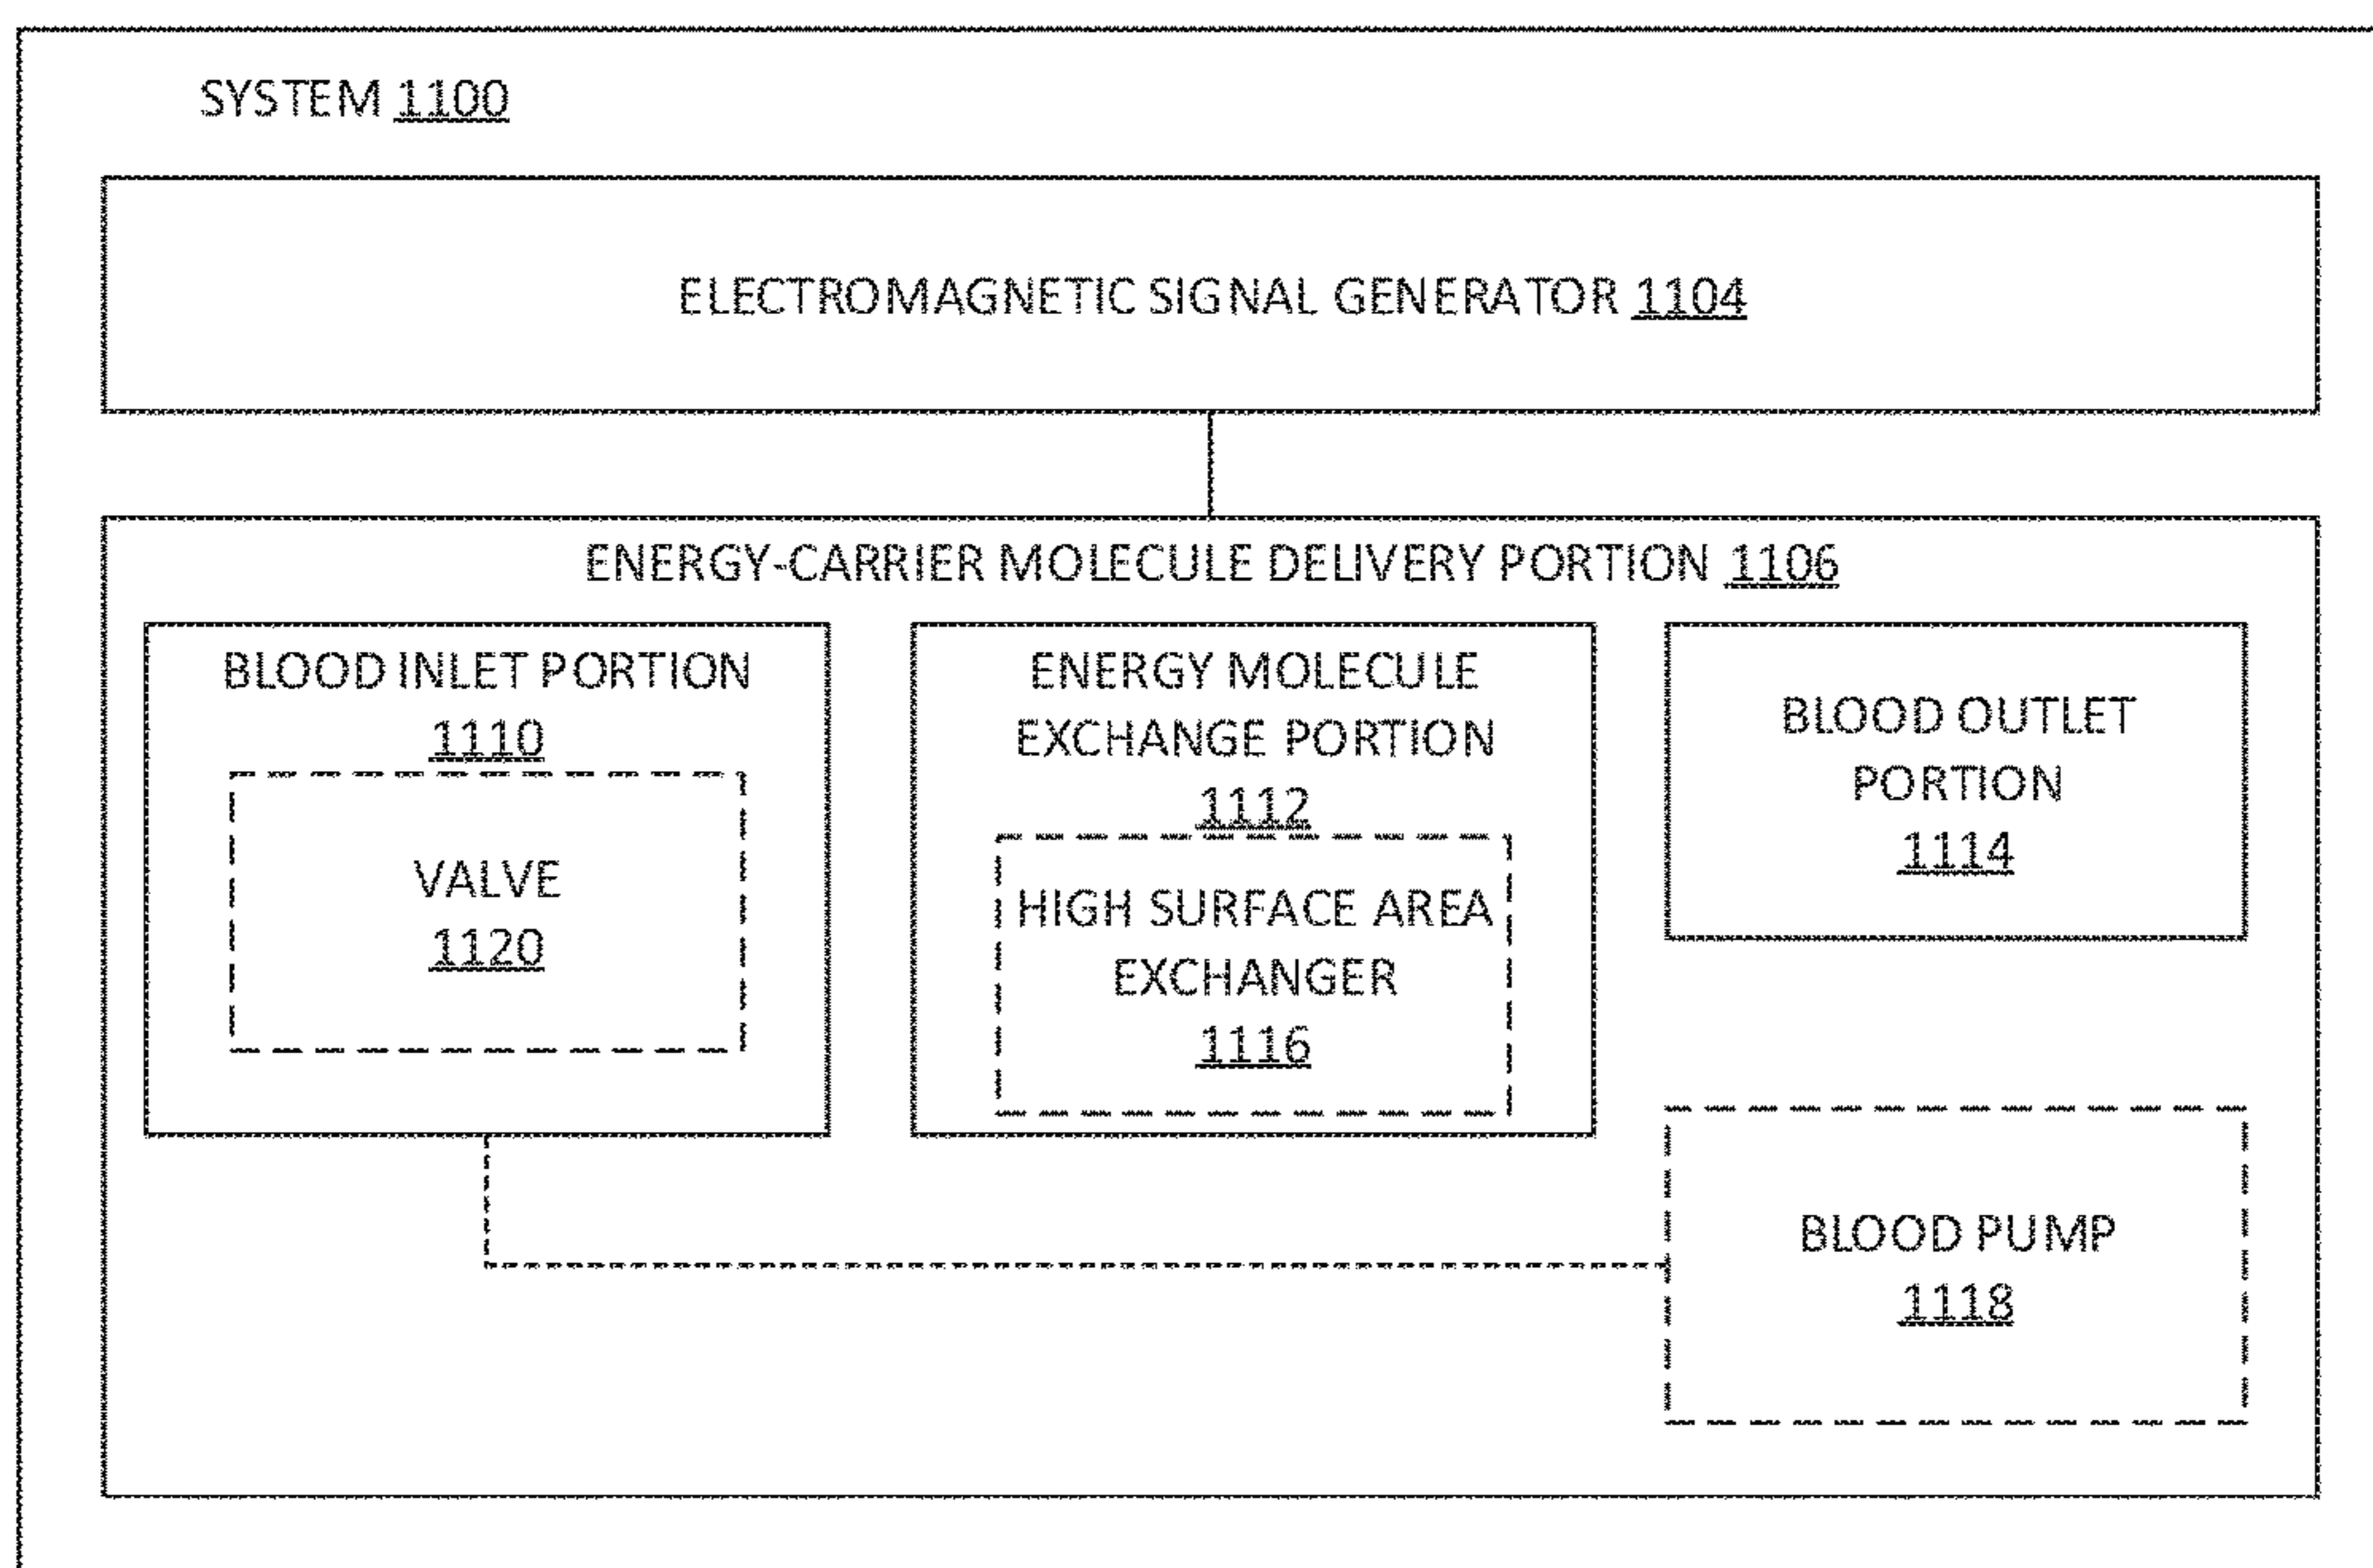 SYSTEM 1100
ELECTROMAGNETIC SIGNAL GENERATOR 1104
ENERGY-CARRIER MOLECULE DELIVERY PORTION 1106
BLOOD INLET PORTION
1110
VALVE
1120
ENERGY MOLECULE
EXCHANGE PORTION
1112
HIGH SURFACE AREA
EXCHANGER
1116
BLOOD OUTLET
PORTION
1114
BLOOD PUMP
1118